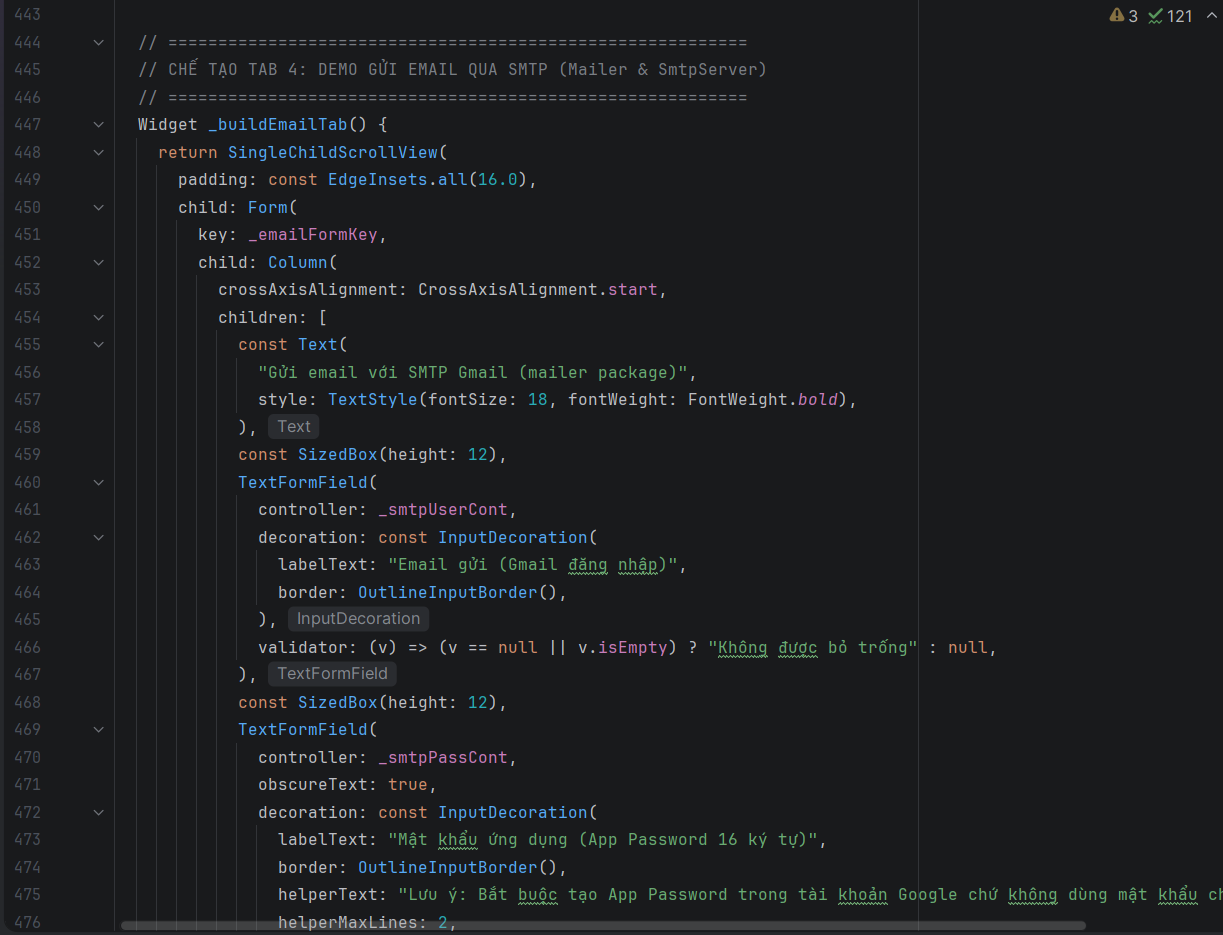 3 121
443
444 // ==========================================================
445 // CHẾ TẠO TAB 4: DEMO GỬI EMAIL QUA SMTP (Mailer & SmtpServer)
446 // ==========================================================
447 Widget _buildEmailTab() {
448 return SingleChildScrollView(
449 padding: const EdgeInsets.all(16.0),
450 child: Form(
451 key: _emailFormKey,
452 child: Column(
453 crossAxisAlignment: CrossAxisAlignment.start,
454 children: [
455 const Text(
456 "Gửi email với SMTP Gmail (mailer package)",
457 style: TextStyle(fontSize: 18, fontWeight: FontWeight.bold),
458 ), Text
459 const SizedBox(height: 12),
460 TextFormField(
461 controller: _smtpUserCont,
462 decoration: const InputDecoration(
463 labelText: "Email gửi (Gmail đăng nhập)",
464 border: OutlineInputBorder(),
465 ), InputDecoration
466 validator: (v) => (v == null || v.isEmpty) ? "Không được bỏ trống" : null,
467 ), TextFormField
468 const SizedBox(height: 12),
469 TextFormField(
470 controller: _smtpPassCont,
471 obscureText: true,
472 decoration: const InputDecoration(
473 labelText: "Mật khẩu ứng dụng (App Password 16 ký tự)",
474 border: OutlineInputBorder(),
475 helperText: "Lưu ý: Bắt buộc tạo App Password trong tài khoản Google chứ không dùng mật khẩu ch
476 helperMaxLines: 2,